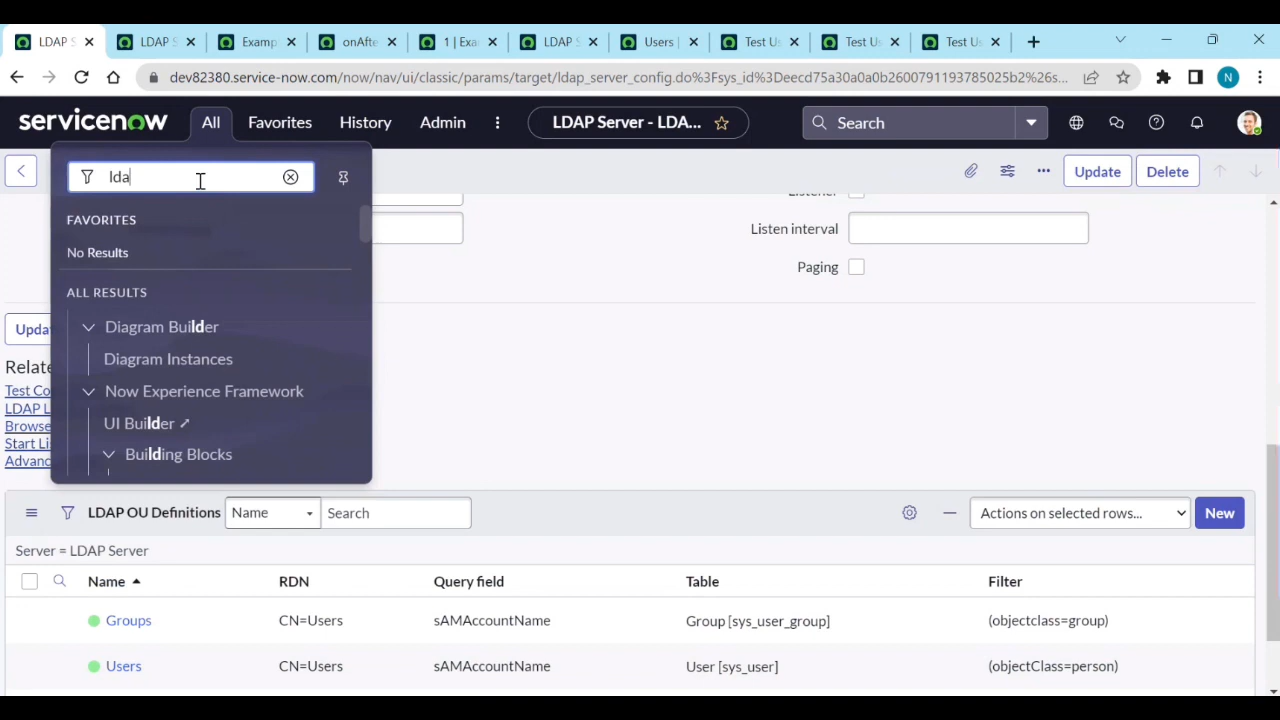 LDAP S
LDAP S
Examp
onAfte
1 | Exa
LDAP S
Users |
Test Us
Test Us
Test Us
dev82380.service-now.com/now/nav/ui/classic/params/target/ldap_server_config.do%3Fsys_id%3Deecd75a30a0a0b2600791193785025b2%26s...
N
servicenow
All
Favorites
History
Admin
LDAP Server - LDA...
Search
lda
Update
Delete
FAVORITES
No Results
ALL RESULTS
Diagram Builder
Diagram Instances
Now Experience Framework
UI Builder
Building Blocks
Listen interval
Paging
Upda
Relate
Test Co
LDAP L
Browse
Start Li
Advanc
LDAP OU Definitions
Name
Search
Actions on selected rows...
New
Server = LDAP Server
Name
RDN
Query field
Table
Filter
Groups
CN=Users
sAMAccountName
Group [sys_user_group]
(objectclass=group)
Users
CN=Users
sAMAccountName
User [sys_user]
(objectClass=person)